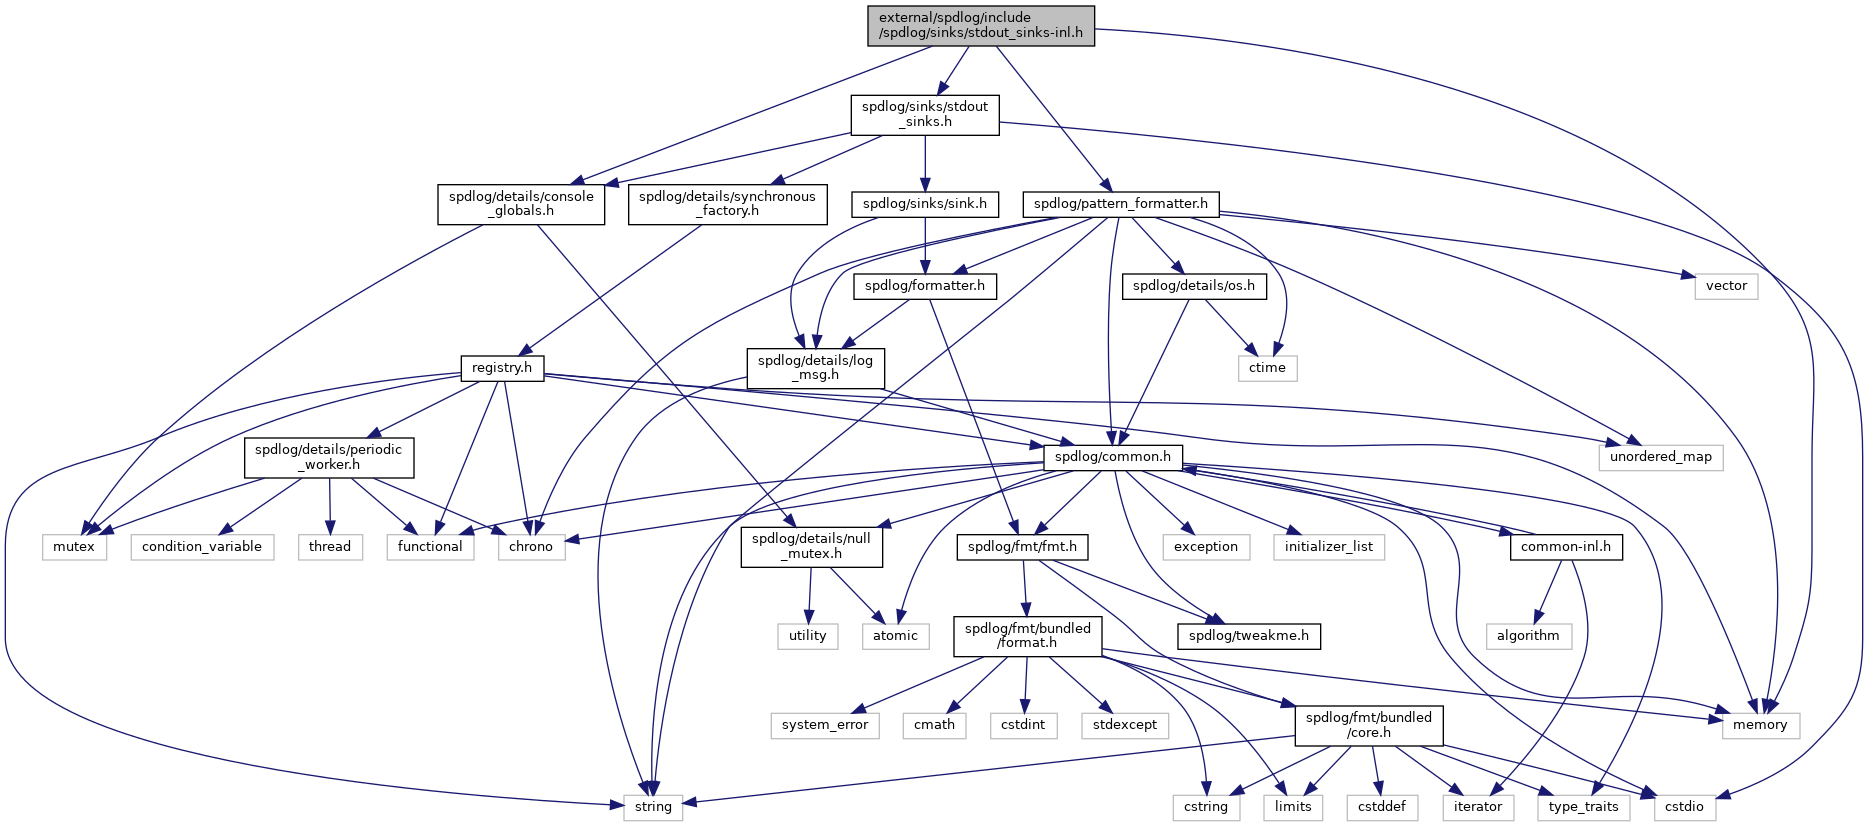 external/spdlog/include
/spdlog/sinks/stdout_sinks-inl.h
spdlog/sinks/stdout
_sinks.h
spdlog/details/console
_globals.h
spdlog/details/synchronous
_factory.h
spdlog/sinks/sink.h
spdlog/pattern_formatter.h
spdlog/formatter.h
spdlog/details/os.h
vector
registry.h
spdlog/details/log
_msg.h
ctime
spdlog/details/periodic
_worker.h
spdlog/common.h
unordered_map
mutex
condition_variable
thread
functional
chrono
spdlog/details/null
_mutex.h
spdlog/fmt/fmt.h
exception
initializer_list
common-inl.h
utility
atomic
spdlog/fmt/bundled
/format.h
spdlog/tweakme.h
algorithm
system_error
cmath
cstdint
stdexcept
spdlog/fmt/bundled
/core.h
memory
string
cstring
limits
cstddef
iterator
type_traits
cstdio